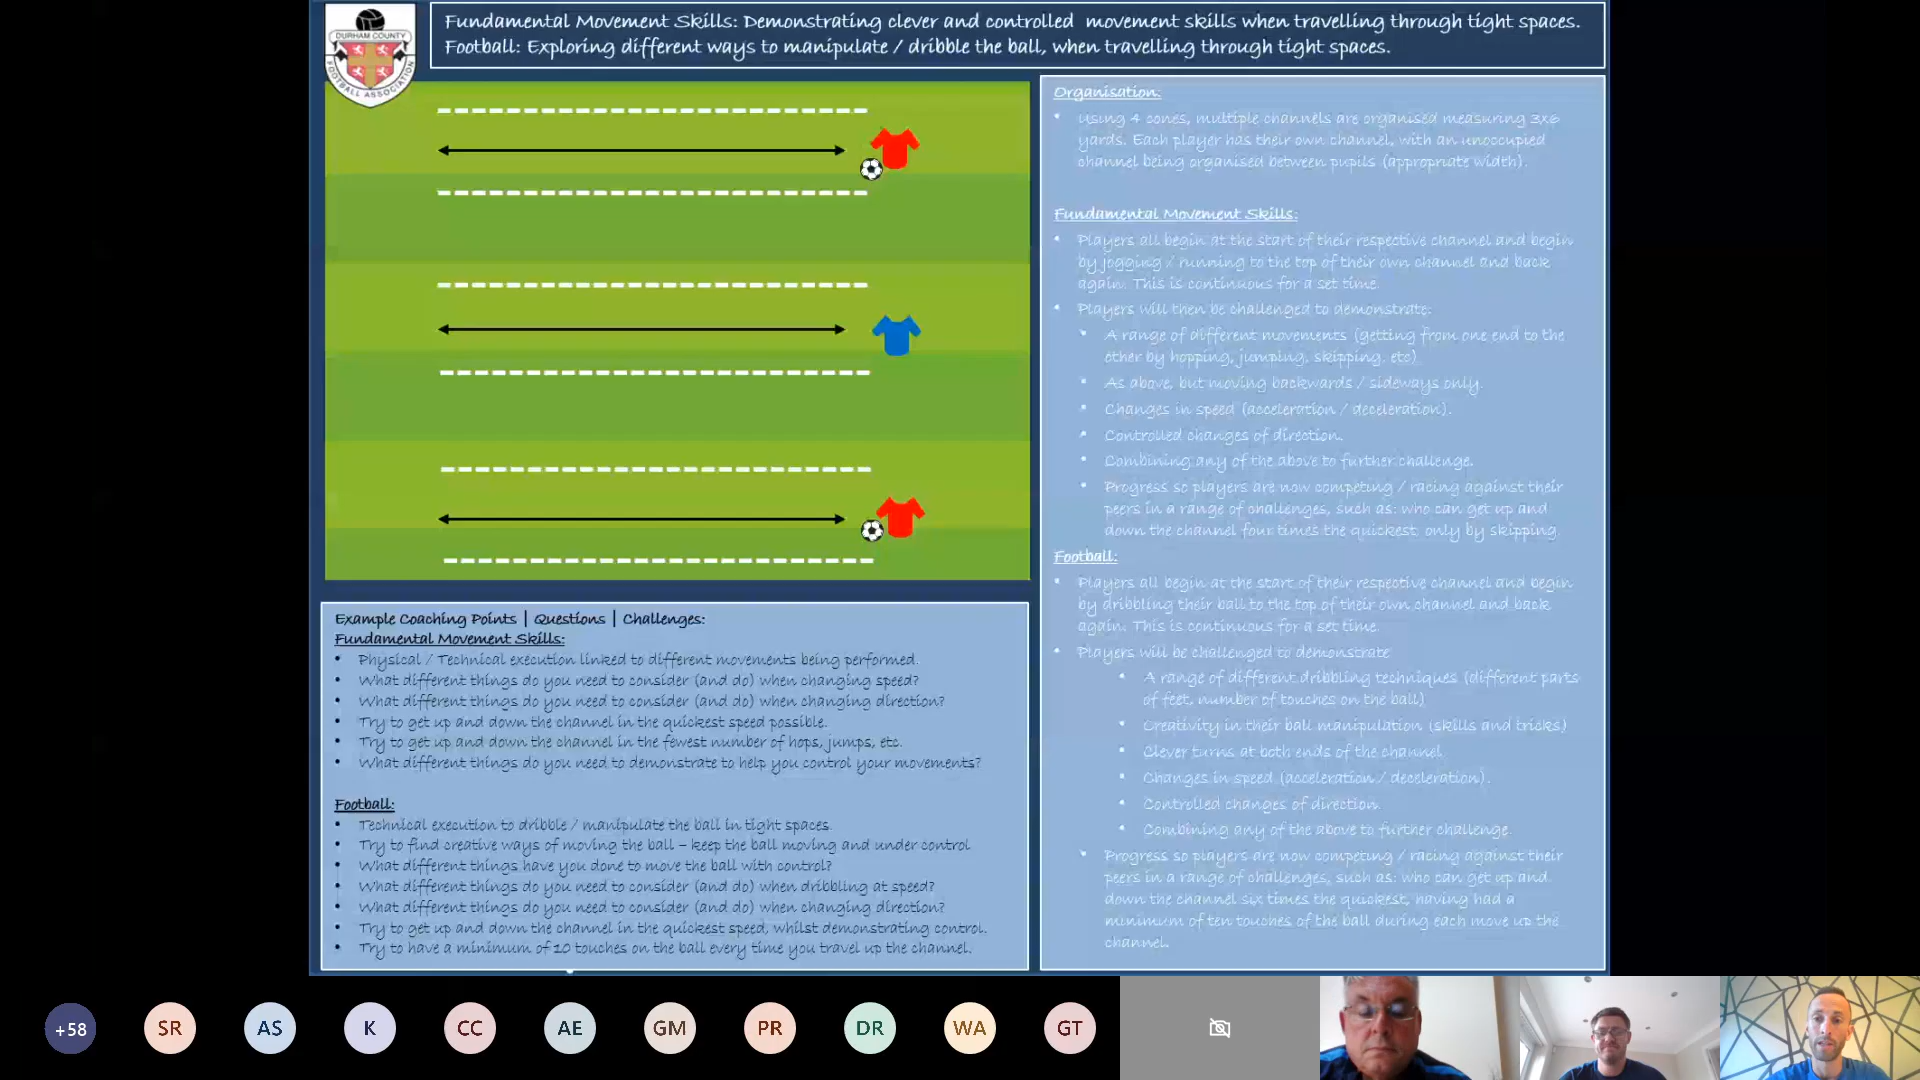 Fundamental Movement Skills: Demonstrating clever and controlled movement skills when travelling through tight spaces.
Football: Exploring different ways to manipulate / dribble the ball, when travelling through tight spaces.
DURHAM COUNTY
FOOTBALL ASSOCIATION
Organisation:
• Using 4 cones, multiple channels are organised measuring 3x6
yards. Each player has their own channel, with an unoccupied
channel being organised between pupils (appropriate width).
Fundamental Movement Skills:
• Players all begin at the start of their respective channel and begin
by jogging / running to the top of their own channel and back
again. This is continuous for a set time.
• Players will then be challenged to demonstrate:
• A range of different movements (getting from one end to the
other by hopping, jumping, skipping, etc)
• As above, but moving backwards / sideways only.
• Changes in speed (acceleration / deceleration).
• Controlled changes of direction.
• Combining any of the above to further challenge.
• Progress so players are now competing / racing against their
peers in a range of challenges, such as: who can get up and
down the channel four times the quickest, only by skipping.
Football:
• Players all begin at the start of their respective channel and begin
by dribbling their ball to the top of their own channel and back
again. This is continuous for a set time.
• Players will be challenged to demonstrate
• A range of different dribbling techniques (different parts
of feet, number of touches on the ball)
• Creativity in their ball manipulation (skills and tricks)
• Clever turns at both ends of the channel.
• Changes in speed (acceleration / deceleration).
• Controlled changes of direction.
• Combining any of the above to further challenge.
• Progress so players are now competing / racing against their
peers in a range of challenges, such as: who can get up and
down the channel six times the quickest, having had a
minimum of ten touches of the ball during each move up the
channel.
Example Coaching Points | Questions | Challenges:
Fundamental Movement Skills:
• Physical / Technical execution linked to different movements being performed.
• What different things do you need to consider (and do) when changing speed?
• What different things do you need to consider (and do) when changing direction?
• Try to get up and down the channel in the quickest speed possible.
• Try to get up and down the channel in the fewest number of hops, jumps, etc.
• What different things do you need to demonstrate to help you control your movements?
Football:
• Technical execution to dribble / manipulate the ball in tight spaces.
• Try to find creative ways of moving the ball – keep the ball moving and under control
• What different things have you done to move the ball with control?
• What different things do you need to consider (and do) when dribbling at speed?
• What different things do you need to consider (and do) when changing direction?
• Try to get up and down the channel in the quickest speed, whilst demonstrating control.
• Try to have a minimum of 10 touches on the ball every time you travel up the channel.
+58 SR AS K CC AE GM PR DR WA GT